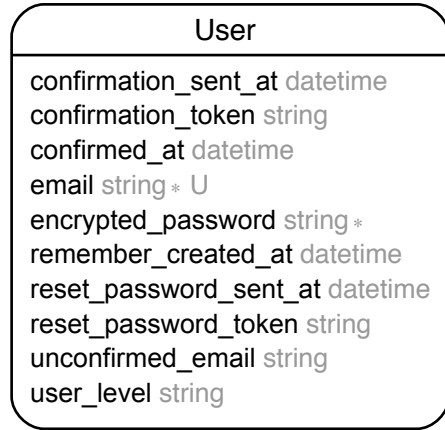 User
confirmation_sent_at datetime
confirmation_token string
confirmed_at datetime
email string * U
encrypted_password string *
remember_created_at datetime
reset_password_sent_at datetime
reset_password_token string
unconfirmed_email string
user_level string